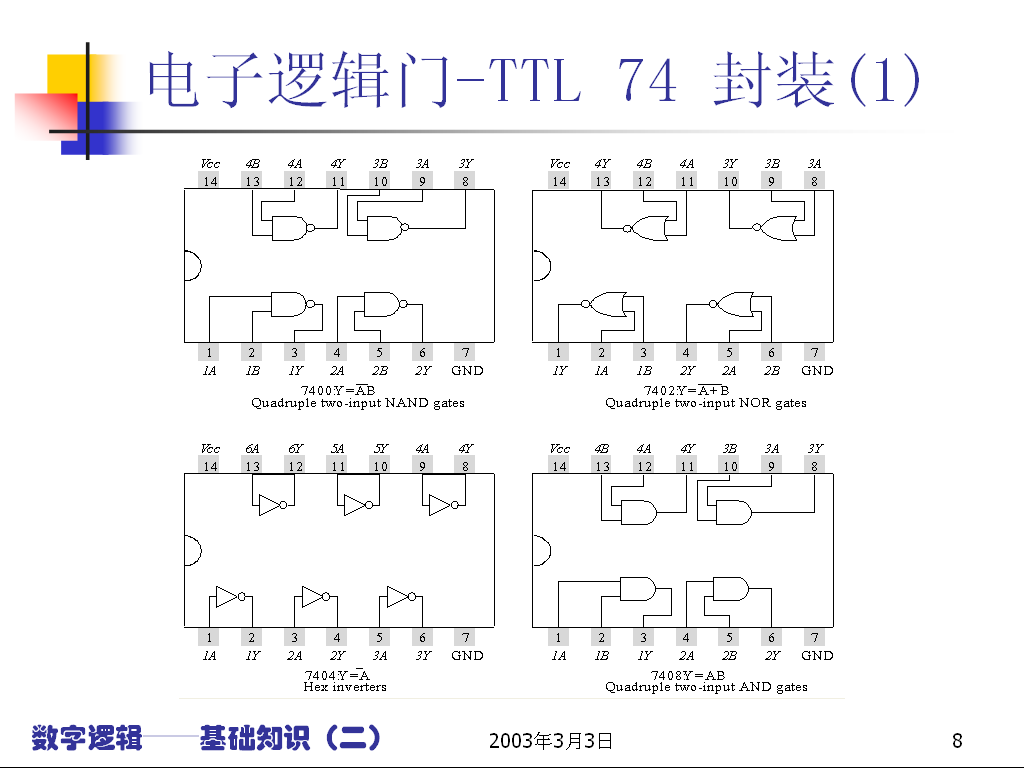 电子逻辑门-TTL 74 封装(1)
Vcc 4B 4A 4Y 3B 3A 3Y
14 13 12 11 10 9 8
1 2 3 4 5 6 7
1A 1B 1Y 2A 2B 2Y GND
7400:Y=A̅B̅
Quadruple two-input NAND gates
Vcc 4Y 4B 4A 3Y 3B 3A
14 13 12 11 10 9 8
1 2 3 4 5 6 7
1Y 1A 1B 2Y 2A 2B GND
7402:Y=A̅+̅B̅
Quadruple two-input NOR gates
Vcc 6A 6Y 5A 5Y 4A 4Y
14 13 12 11 10 9 8
1 2 3 4 5 6 7
1A 1Y 2A 2Y 3A 3Y GND
7404:Y=A̅
Hex inverters
Vcc 4B 4A 4Y 3B 3A 3Y
14 13 12 11 10 9 8
1 2 3 4 5 6 7
1A 1B 1Y 2A 2B 2Y GND
7408:Y=AB
Quadruple two-input AND gates
数字逻辑——基础知识（二） 2003年3月3日 8